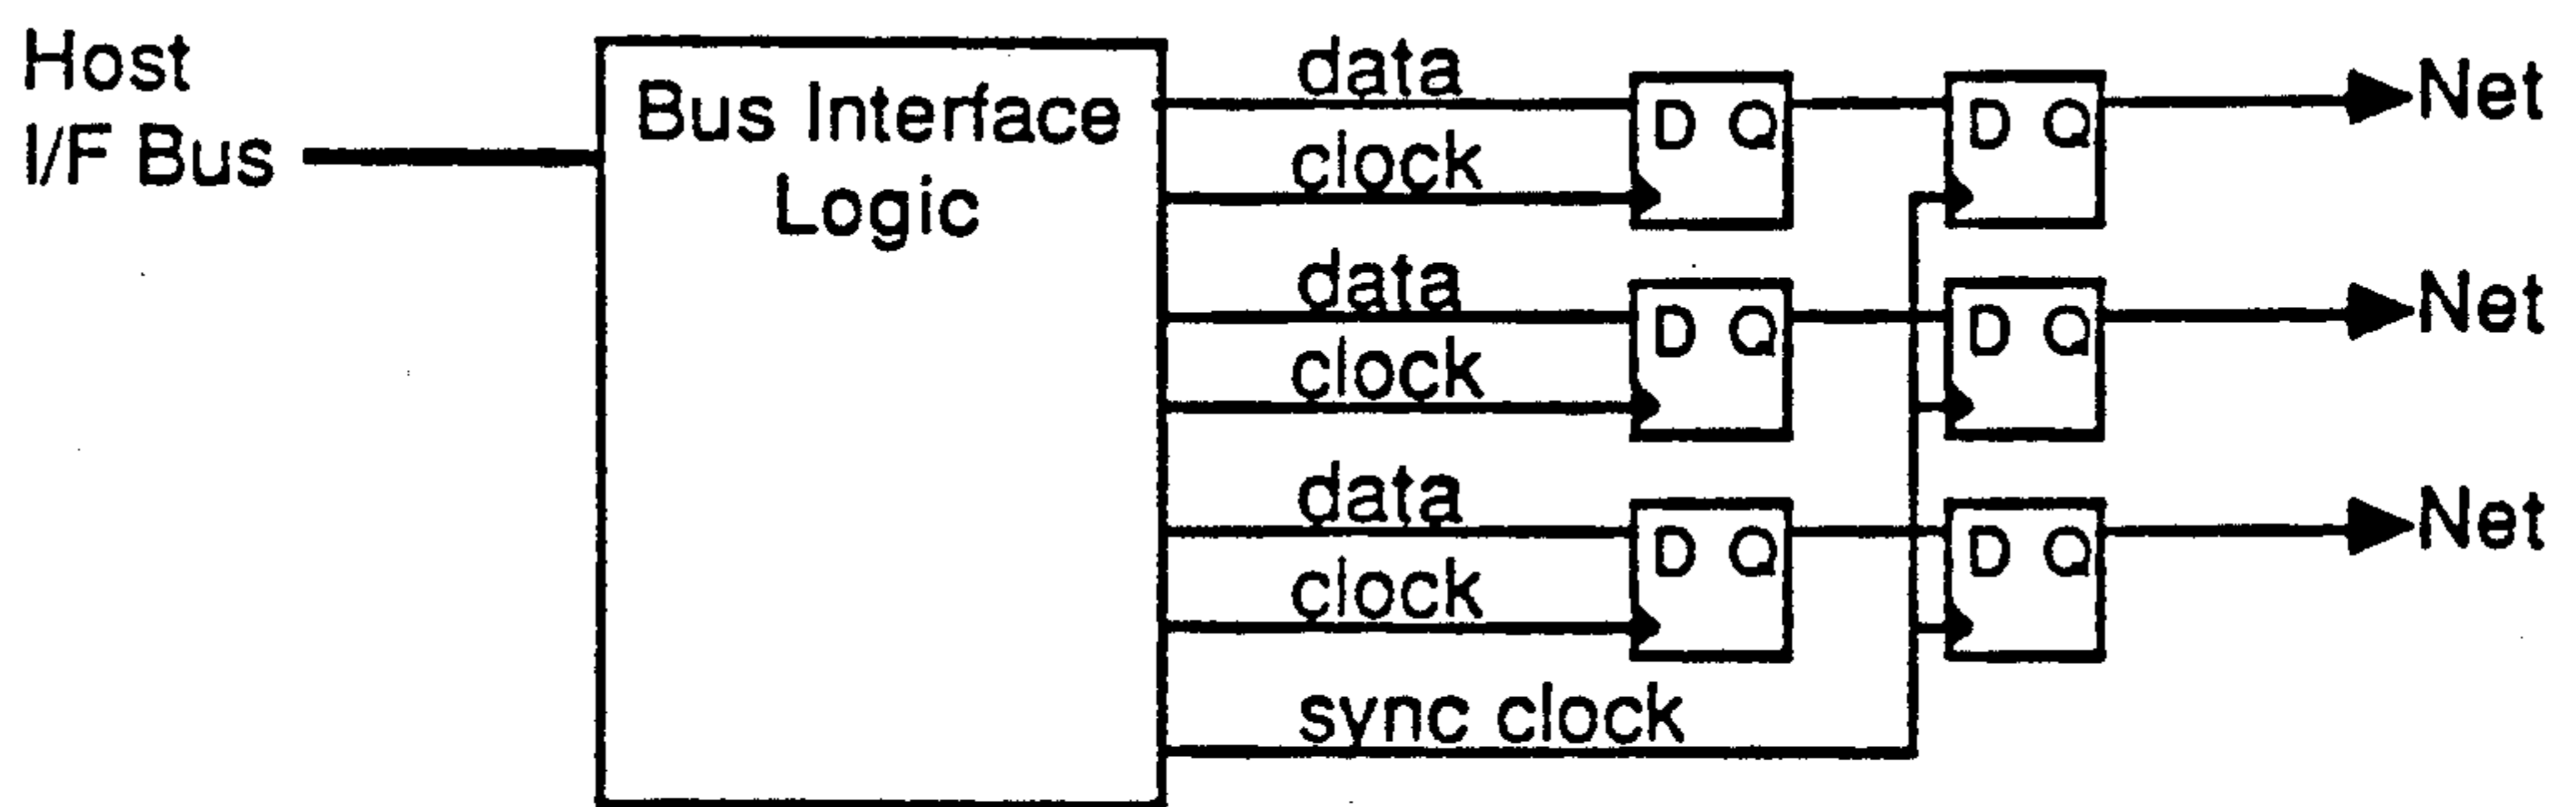 Host
I/F Bus
Bus Interface
Logic
data
clock
D Q
D Q
Net
data
clock
D Q
D Q
Net
data
clock
D Q
D Q
Net
sync clock